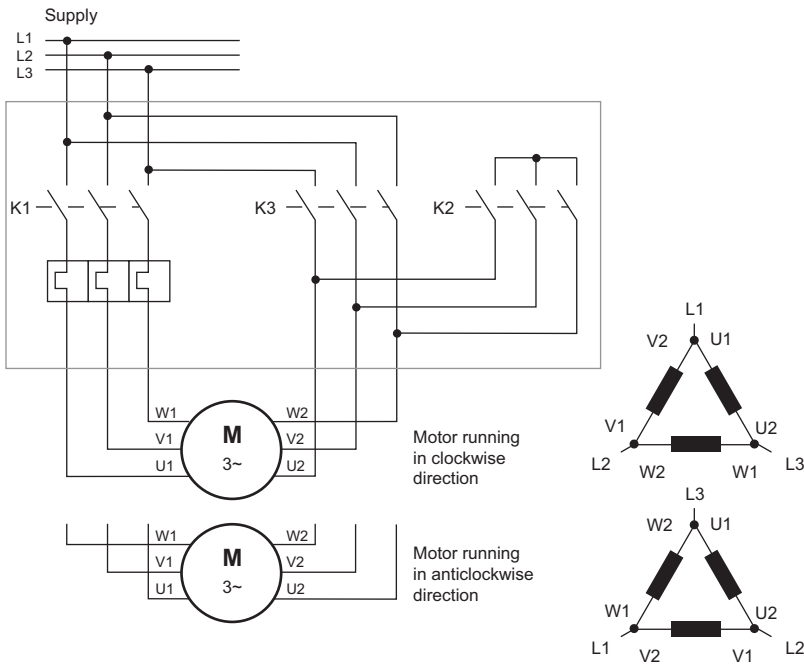 Supply
L1
L2
L3
K1
K3
K2
W1
V1
U1
M
3~
W2
V2
U2
Motor running
in clockwise
direction
W1
V1
U1
M
3~
W2
V2
U2
Motor running
in anticlockwise
direction
L1
V2 U1
V1 U2
L2 W2 W1 L3
L3
W2 U1
W1 U2
L1 V2 V1 L2